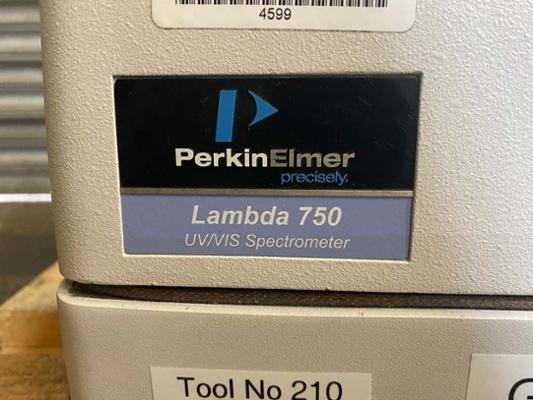 4599
PerkinElmer
precisely.
Lambda 750
UV/VIS Spectrometer
Tool No 210